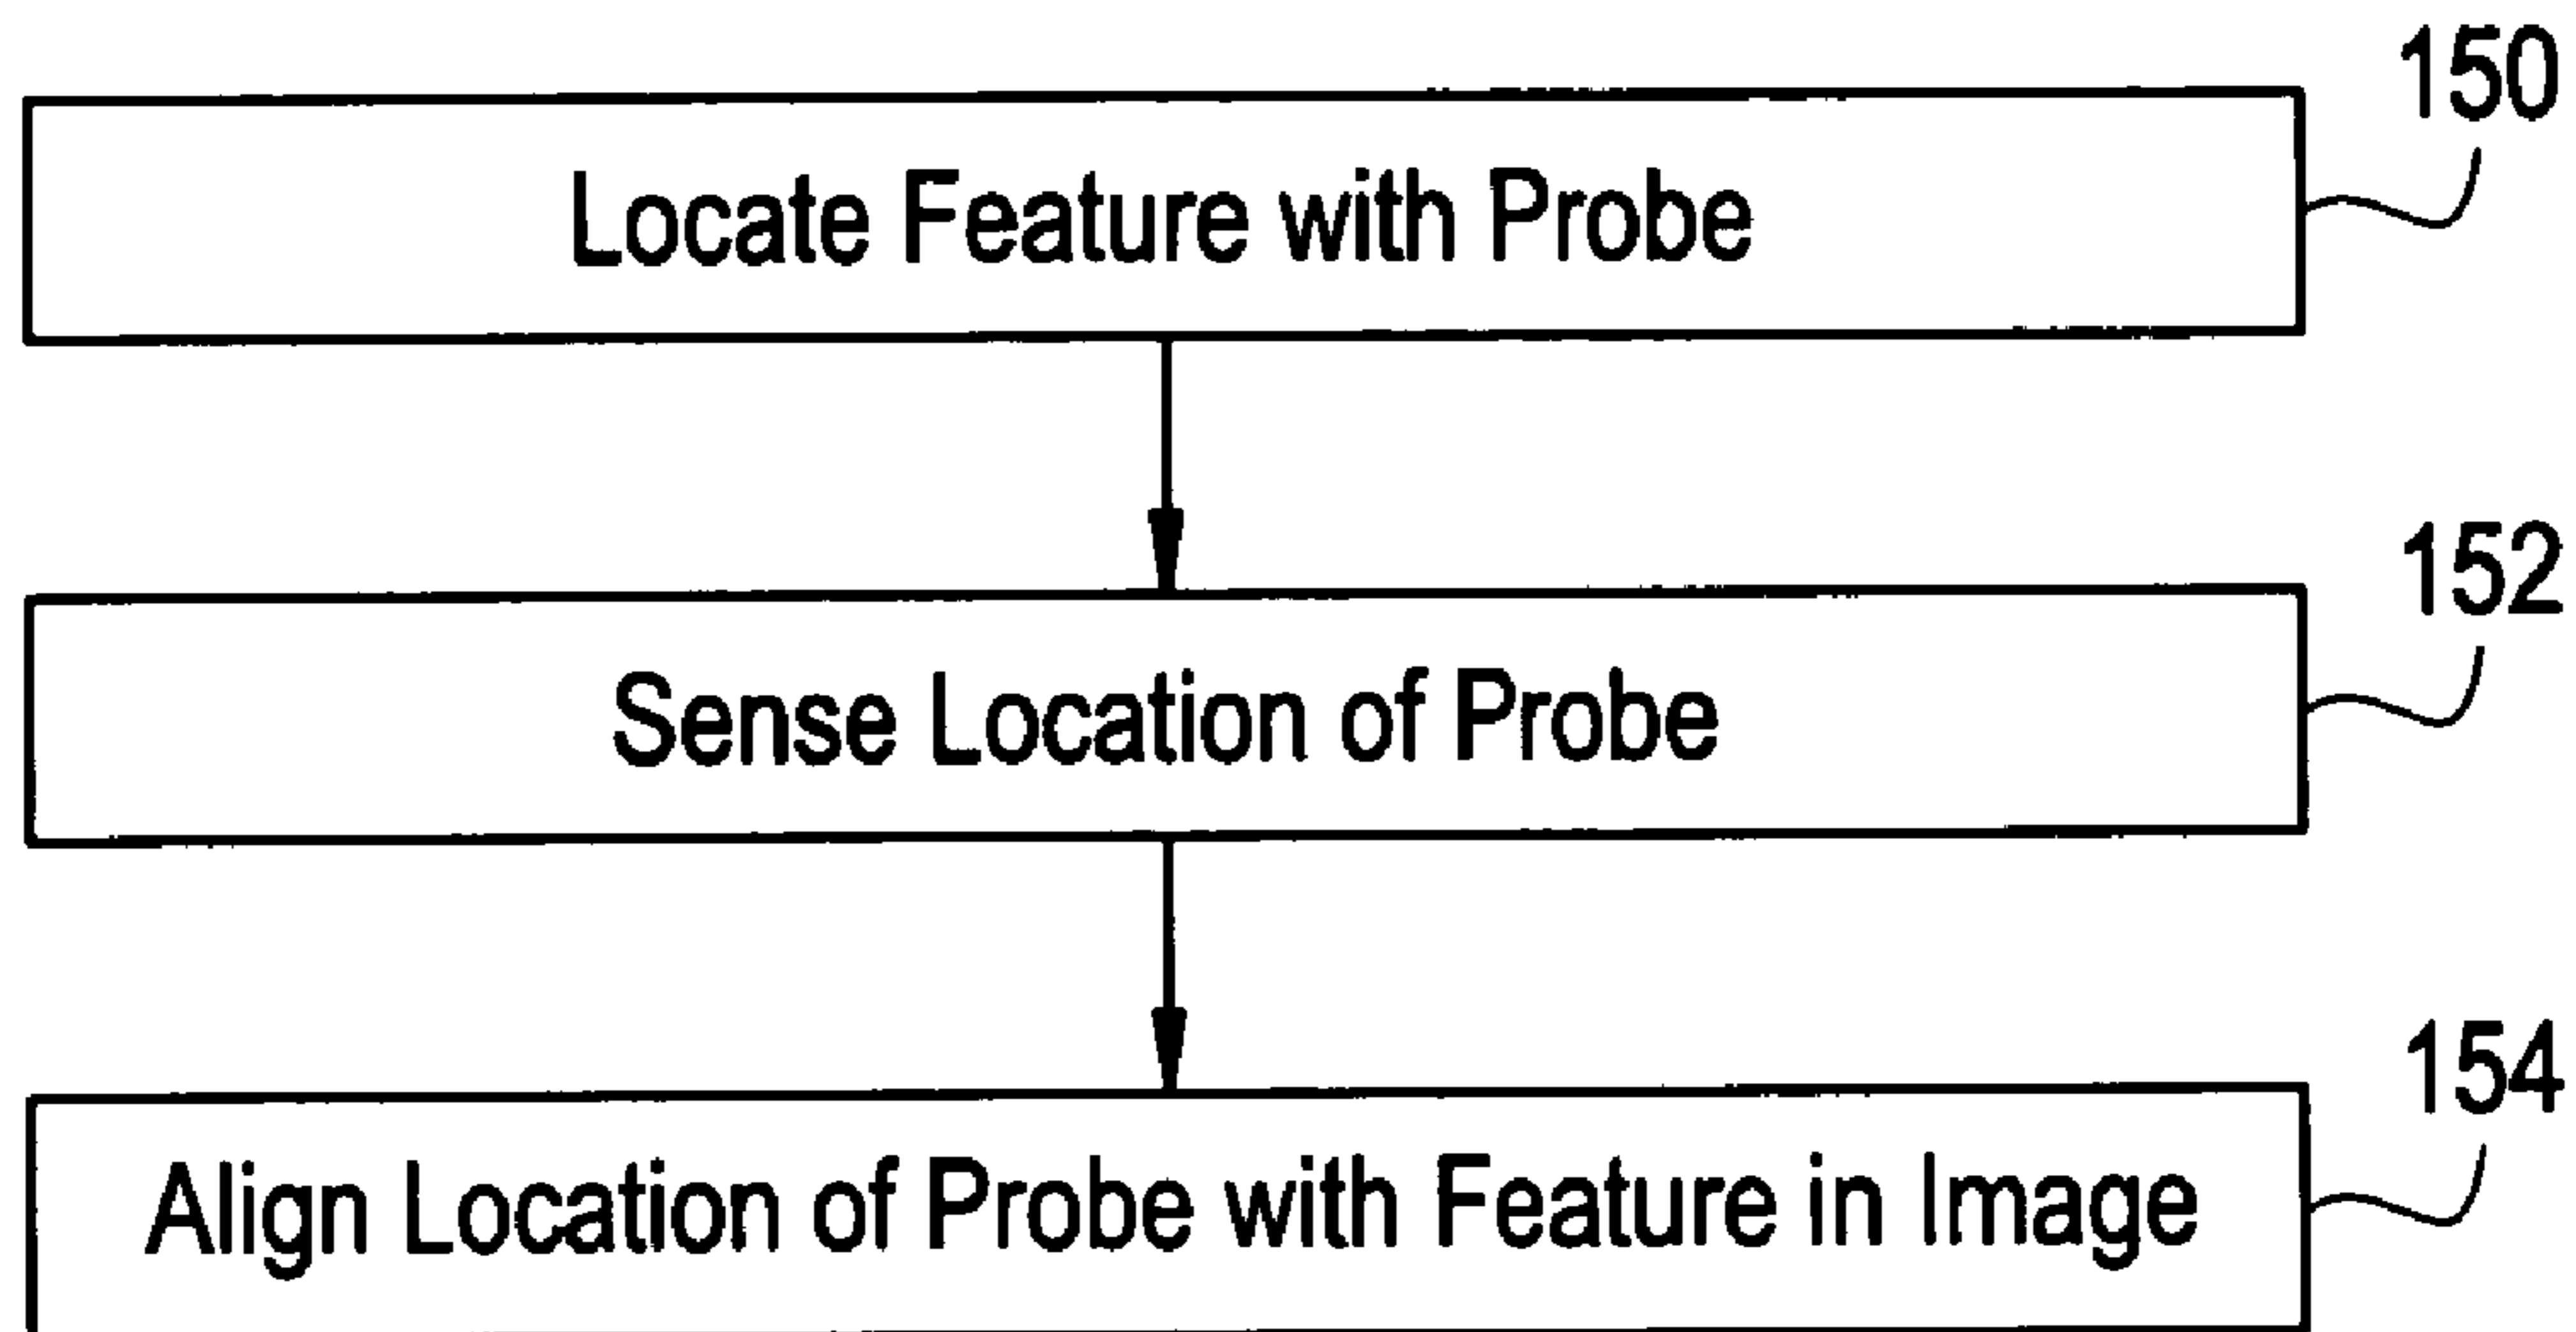 150
Locate Feature with Probe
152
Sense Location of Probe
154
Align Location of Probe with Feature in Image